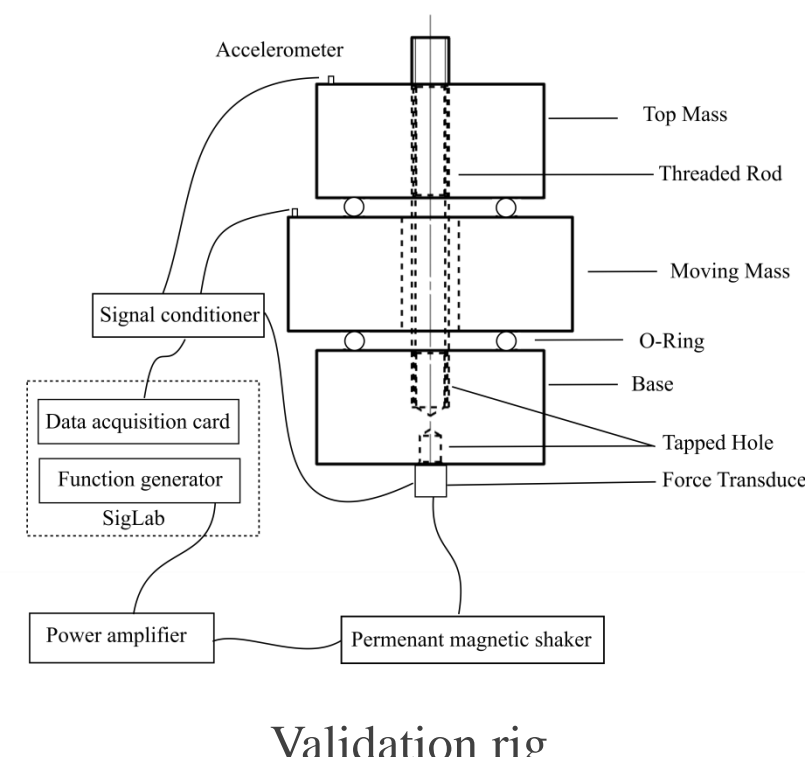 Accelerometer
Top Mass
Threaded Rod
Moving Mass
Signal conditioner
O-Ring
Base
Data acquisition card
Tapped Hole
Function generator
Force Transduce
SigLab
Power amplifier
Permenant magnetic shaker
Validation rig